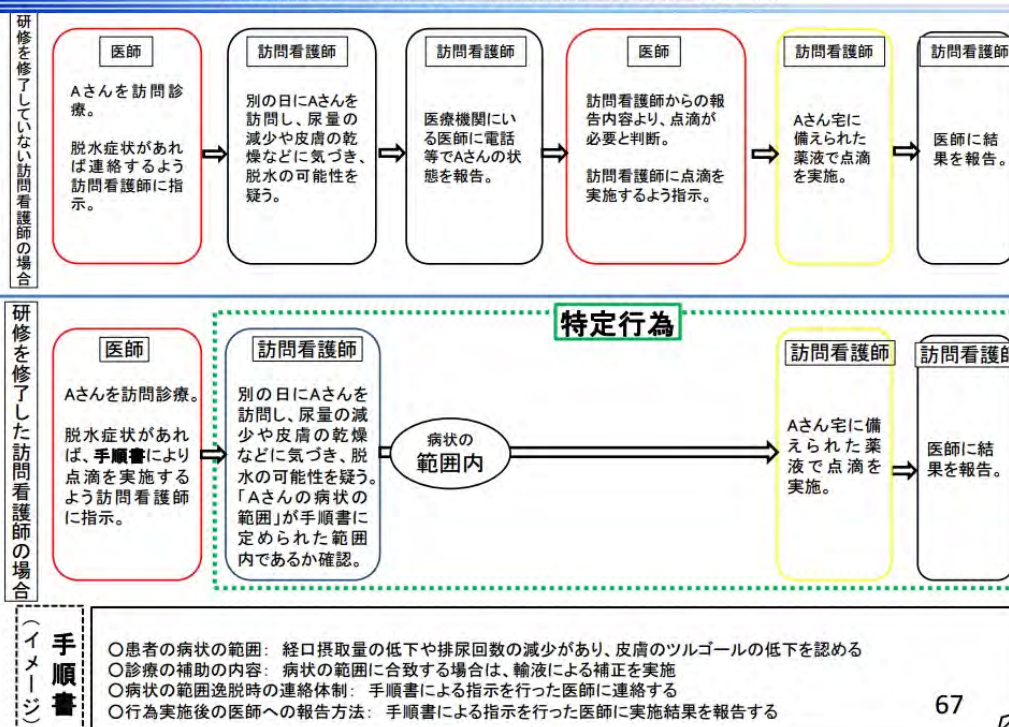 研修を修了していない訪問看護師の場合
医師
Aさんを訪問診
療。
脱水症状があれ
ば連絡するよう
訪問看護師に指
示。
訪問看護師
別の日にAさんを
訪問し、尿量の
減少や皮膚の乾
燥などに気づき、
脱水の可能性を
疑う。
訪問看護師
医療機関にい
る医師に電話
等でAさんの状
態を報告。
医師
訪問看護師からの報
告内容より、点滴が
必要と判断。
訪問看護師に点滴を
実施するよう指示。
訪問看護師
Aさん宅に
備えられた
薬液で点滴
を実施。
訪問看護師
医師に結
果を報告。
研修を修了した訪問看護師の場合
特定行為
医師
Aさんを訪問診療。
脱水症状があれ
ば、手順書により
点滴を実施する
よう訪問看護師
に指示。
訪問看護師
別の日にAさんを
訪問し、尿量の減
少や皮膚の乾燥
などに気づき、脱
水の可能性を疑う。
「Aさんの病状の
範囲」が手順書に
定められた範囲
内であるか確認。
病状の
範囲内
訪問看護師
Aさん宅に備
えられた薬
液で点滴を
実施。
訪問看護師
医師に結
果を報告。
手順書
(イメージ)
○患者の病状の範囲: 経口摂取量の低下や排尿回数の減少があり、皮膚のツルゴールの低下を認める
○診療の補助の内容: 病状の範囲に合致する場合は、輸液による補正を実施
○病状の範囲逸脱時の連絡体制: 手順書による指示を行った医師に連絡する
○行為実施後の医師への報告方法: 手順書による指示を行った医師に実施結果を報告する
67